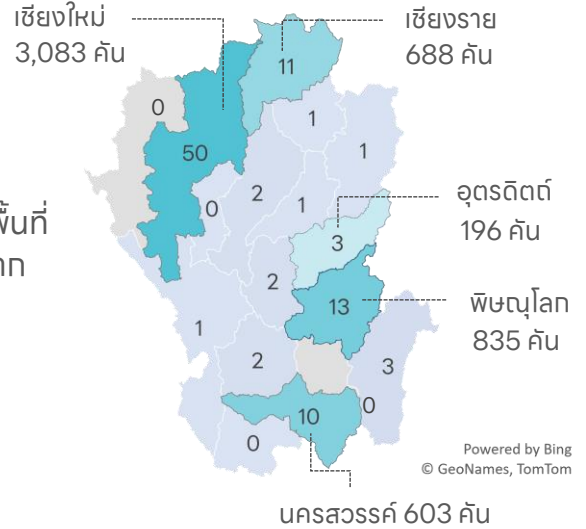 เชียงใหม่
3,083 คัน
เชียงราย
688 คัน
11
0
1
50
1
2
0
1
อุตรดิตถ์
196 คัน
พื้นที่
3
2
13
พิษณุโลก
835 คัน
1
2
3
10
0
0
Powered by Bing
© GeoNames, TomTom
นครสวรรค์ 603 คัน